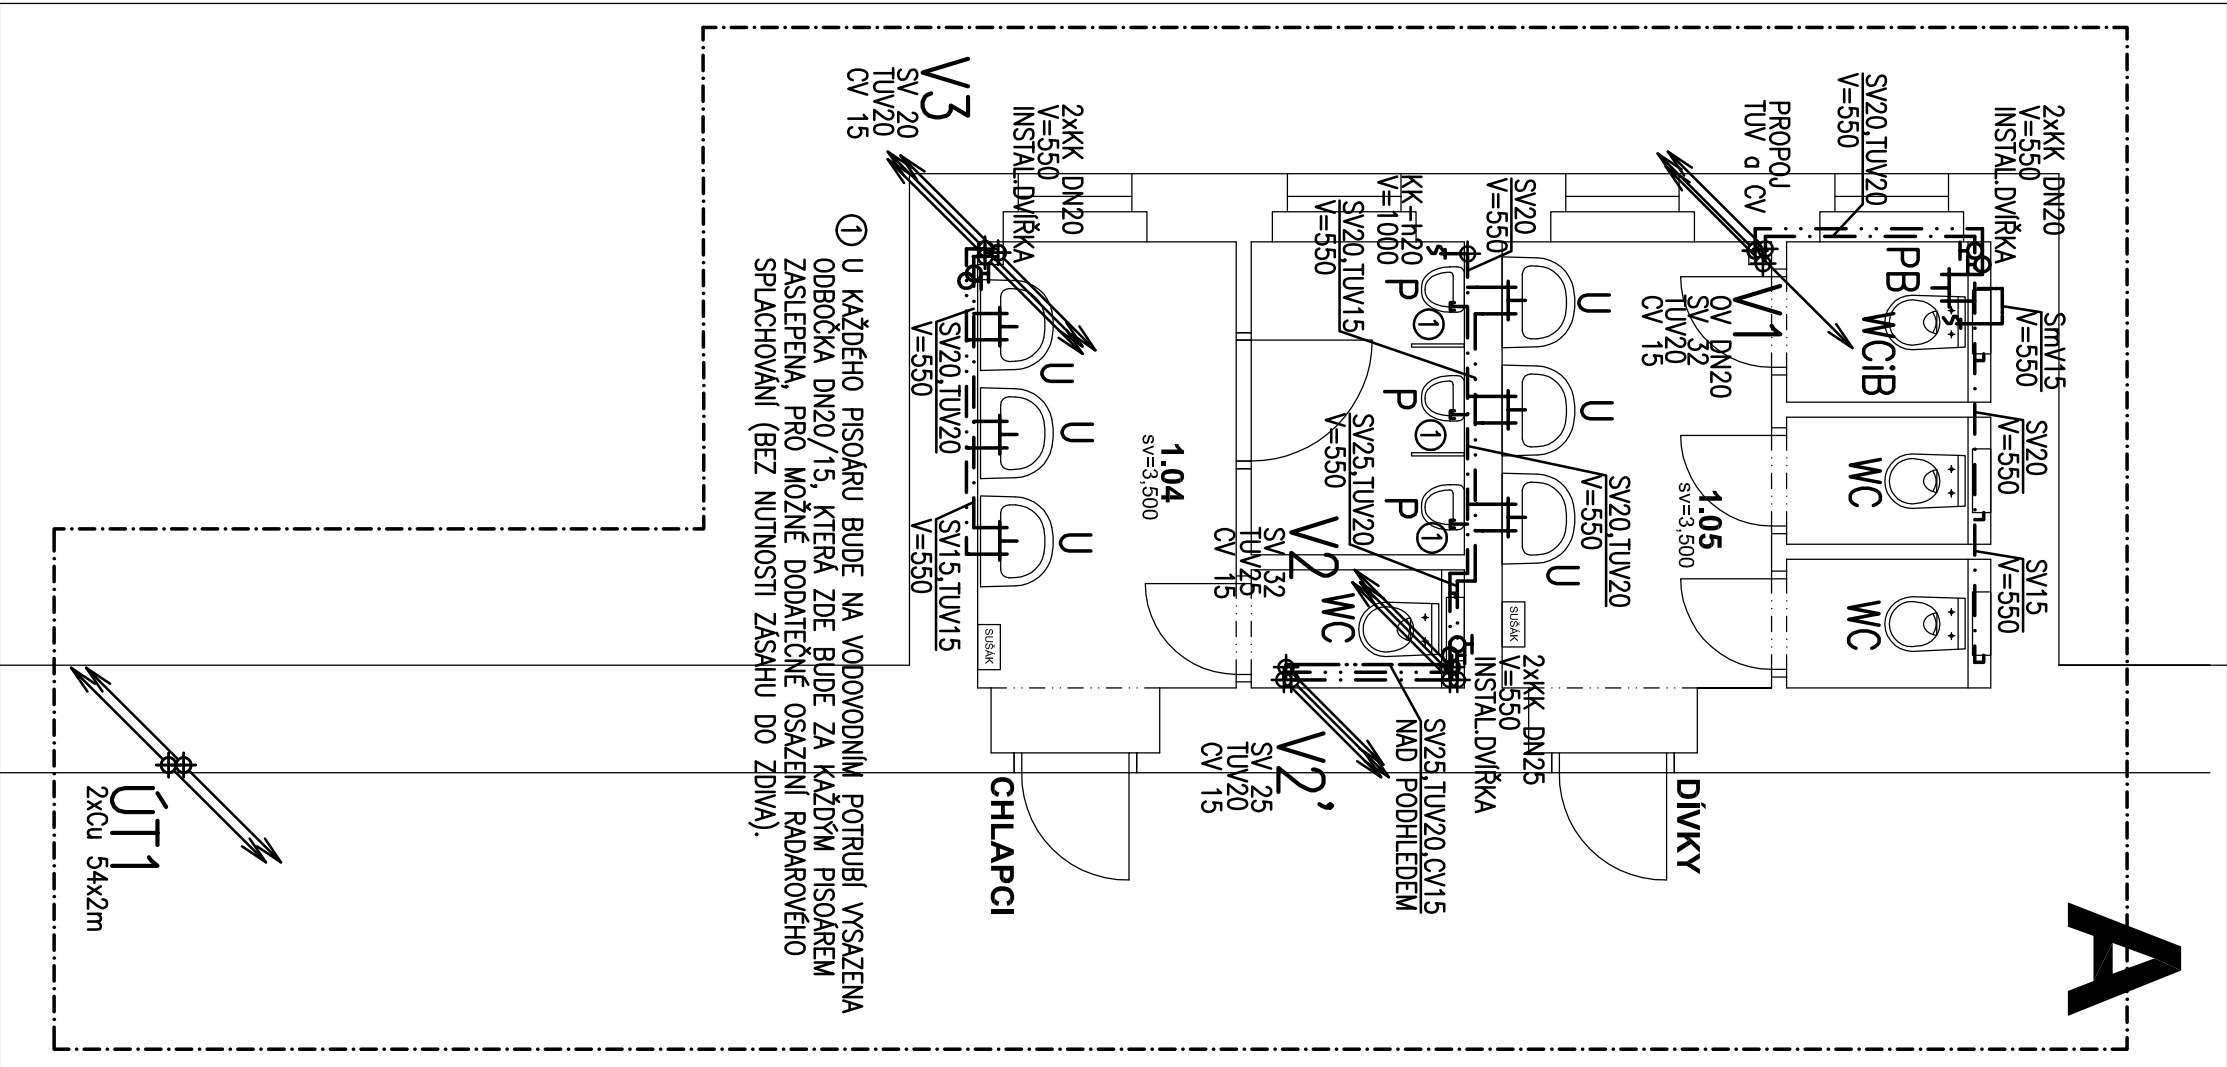 A
2xKK DN20
V=550
INSTAL.DVÍŘKA
SmV15
V=550
SV20
V=550
SV15
V=550
SV20,TUV20
V=550
PB
WCiB
WC
WC
PROPOJ
TUV a CV
V1
OV DN20
SV 32
TUV20
CV 15
1.05
sv=3,500
DÍVKY
U
U
U
SV20
V=550
SV20,TUV20
V=550
SUŠÁK
2xKK DN25
V=550
INSTAL.DVÍŘKA
KK-h20
V=1000
SV20,TUV15
V=550
P
1
P
1
P
1
SV25,TUV20
V=550
SV25,TUV20,CV15
NAD PODHLEDEM
WC
V2
SV 32
TUV25
CV 15
V2'
SV 25
TUV20
CV 15
1.04
sv=3,500
CHLAPCI
2xKK DN20
V=550
INSTAL.DVÍŘKA
U
U
U
SUŠÁK
V3
SV 20
TUV20
CV 15
SV20,TUV20
V=550
SV15,TUV15
V=550
1 U KAŽDÉHO PISOÁRU BUDE NA VODOVODNÍM POTRUBÍ VYSAZENA
ODBOČKA DN20/15, KTERÁ ZDE BUDE ZA KAŽDÝM PISOÁREM
ZASLEPENA, PRO MOŽNÉ DODATEČNÉ OSAZENÍ RADAROVÉHO
SPLACHOVÁNÍ (BEZ NUTNOSTI ZÁSAHU DO ZDIVA).
ÚT1
2xCu 54x2m